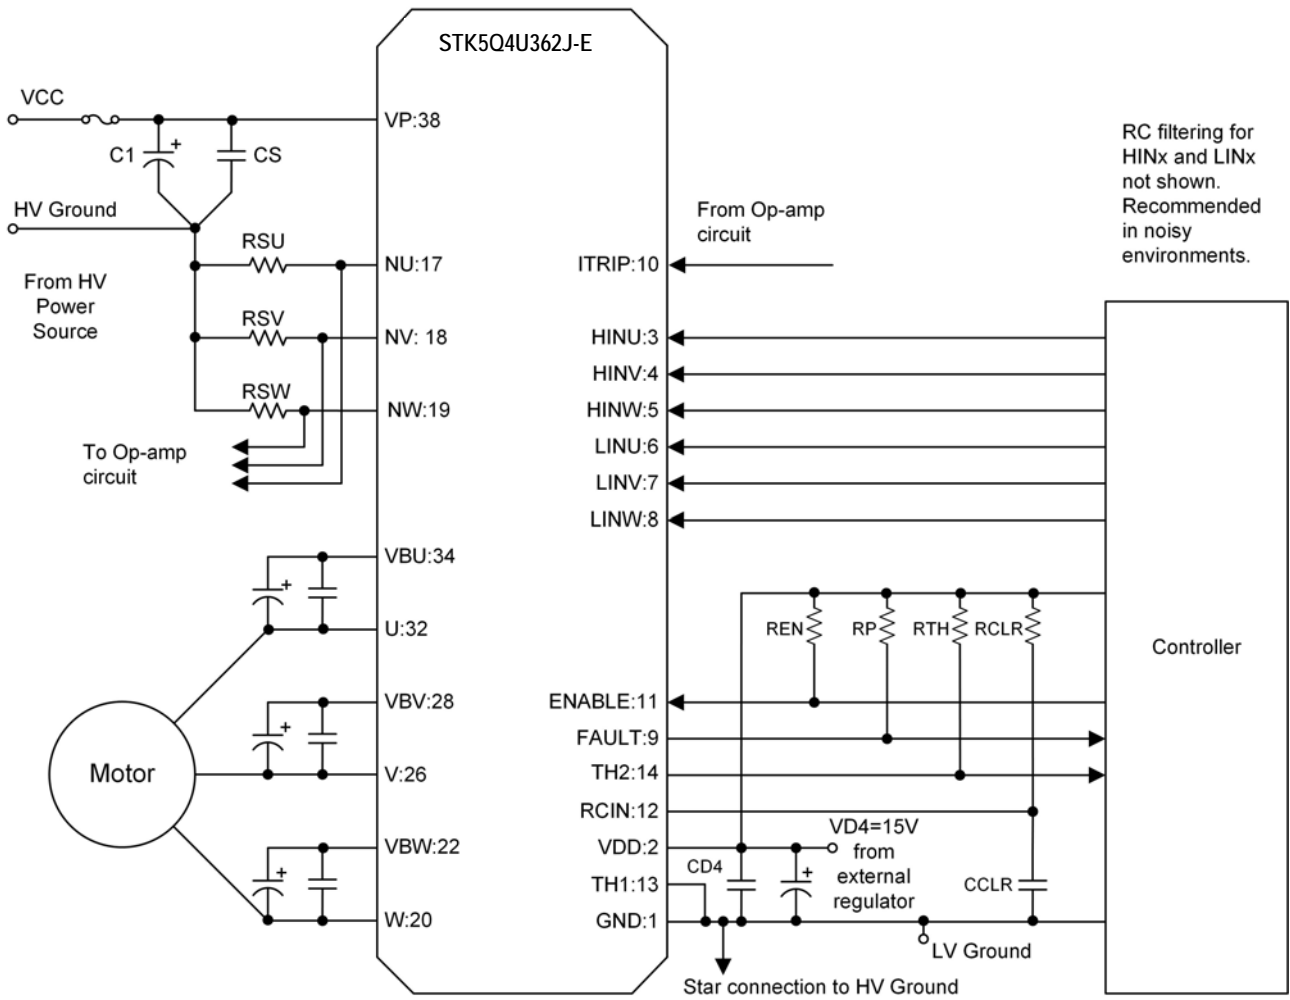 STK5Q4U362J-E
VCC
VP:38
C1
+
CS
HV Ground
RSU
NU:17
From HV
Power
Source
RSV
NV: 18
RSW
NW:19
To Op-amp
circuit
VBU:34
+
U:32
VBV:28
+
Motor
V:26
VBW:22
+
W:20
From Op-amp
circuit
ITRIP:10
RC filtering for
HINx and LINx
not shown.
Recommended
in noisy
environments.
HINU:3
HINV:4
HINW:5
LINU:6
LINV:7
LINW:8
REN
RP
RTH
RCLR
Controller
ENABLE:11
FAULT:9
TH2:14
RCIN:12
VDD:2
VD4=15V
from
external
regulator
CD4
+
CCLR
TH1:13
GND:1
LV Ground
Star connection to HV Ground